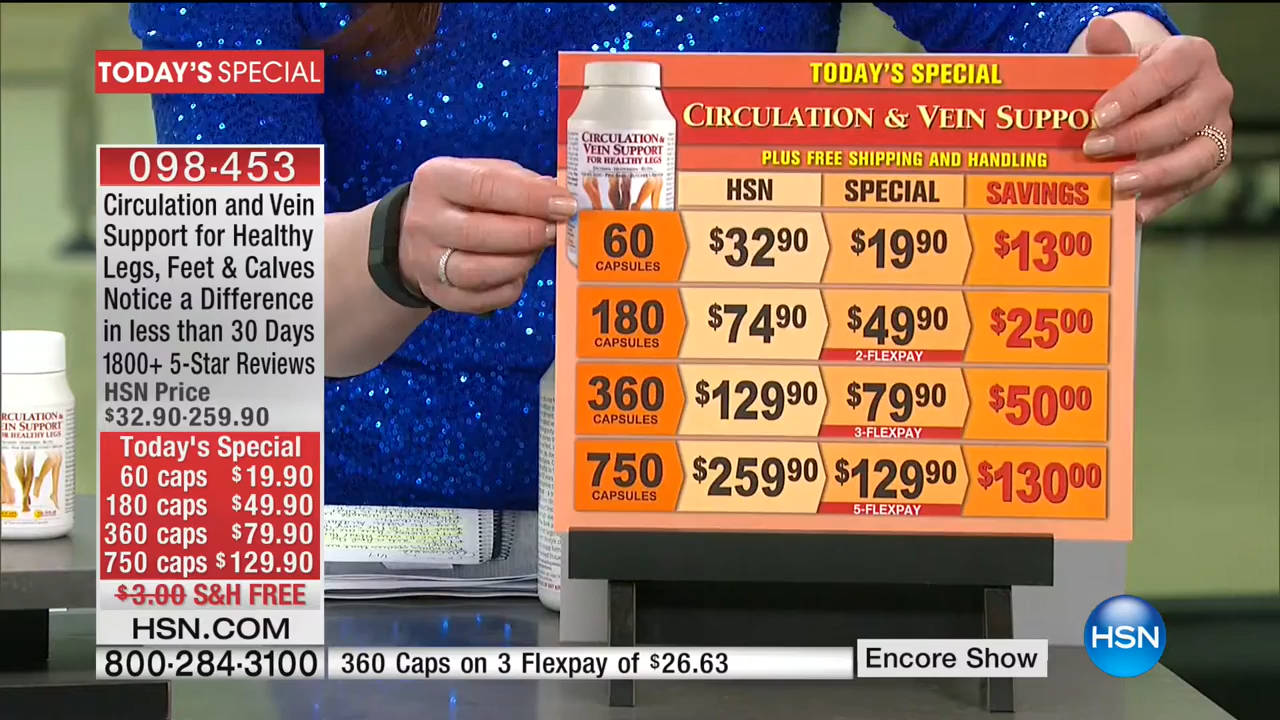 TODAY'S SPECIAL
098-453
Circulation and Vein
Support for Healthy
Legs, Feet & Calves
Notice a Difference
in less than 30 Days
1800+ 5-Star Reviews
HSN Price
$32.90-259.90
Today's Special
60 caps $19.90
180 caps $49.90
360 caps $79.90
750 caps $129.90
$3.00 S&H FREE
HSN.COM
800-284-3100
360 Caps on 3 Flexpay of $26.63
Encore Show
HSN
TODAY'S SPECIAL
CIRCULATION & VEIN SUPPO
PLUS FREE SHIPPING AND HANDLING
HSN SPECIAL SAVINGS
60 CAPSULES $32.90 $19.90 $13.00
180 CAPSULES $74.90 $49.90 $25.00
2-FLEXPAY
360 CAPSULES $129.90 $79.90 $50.00
3-FLEXPAY
750 CAPSULES $259.90 $129.90 $130.00
5-FLEXPAY
CIRCULATION &
VEIN SUPPORT
FOR HEALTHY LEGS
RCULATION &
EIN SUPPORT
R HEALTHY LEGS